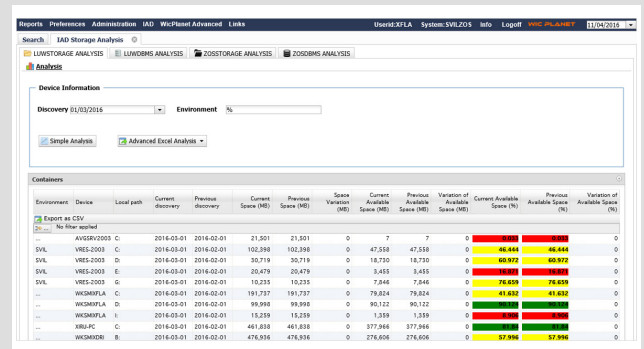 Reports Preferences Administration IAD WicPlanet Advanced Links Userid:XFLA System:SVILZOS Info Logoff WIC PLANET 11/04/2016
Search IAD Storage Analysis
LUWSTORAGE ANALYSIS LUWDBMS ANALYSIS ZOSSTORAGE ANALYSIS ZOSDBMS ANALYSIS
Analysis
Device Information
Discovery 01/03/2016 Environment %
Simple Analysis Advanced Excel Analysis
Containers
Environment Device Local path Current discovery Previous discovery Current Space (MB) Previous Space (MB) Space Variation (MB) Current Available Space (MB) Previous Available Space (MB) Variation of Available Space (MB) Current Available Space (%) Previous Available Space (%) Variation of Available Space (%)
Export as CSV
No filter applied
... AVGSRV2003 C: 2016-03-01 2016-02-01 21,501 21,501 0 7 7 0 0.033 0.033 0
SVIL VRES-2003 C: 2016-03-01 2016-02-01 102,398 102,398 0 47,558 47,558 0 46.444 46.444 0
SVIL VRES-2003 D: 2016-03-01 2016-02-01 30,719 30,719 0 18,730 18,730 0 60.972 60.972 0
SVIL VRES-2003 E: 2016-03-01 2016-02-01 20,479 20,479 0 3,455 3,455 0 16.871 16.871 0
SVIL VRES-2003 G: 2016-03-01 2016-02-01 10,235 10,235 0 7,846 7,846 0 76.659 76.659 0
... WKSMIXFLA C: 2016-03-01 2016-02-01 191,737 191,737 0 79,824 79,824 0 41.632 41.632 0
... WKSMIXFLA D: 2016-03-01 2016-02-01 99,998 99,998 0 90,122 90,122 0 90.124 90.124 0
... WKSMIXFLA I: 2016-03-01 2016-02-01 15,259 15,259 0 1,359 1,359 0 8.906 8.906 0
... XIRU-PC C: 2016-03-01 2016-02-01 461,838 461,838 0 377,966 377,966 0 81.84 81.84 0
... WKSMIXDRI B: 2016-03-01 2016-02-01 476,936 476,936 0 276,606 276,606 0 57.996 57.996 0